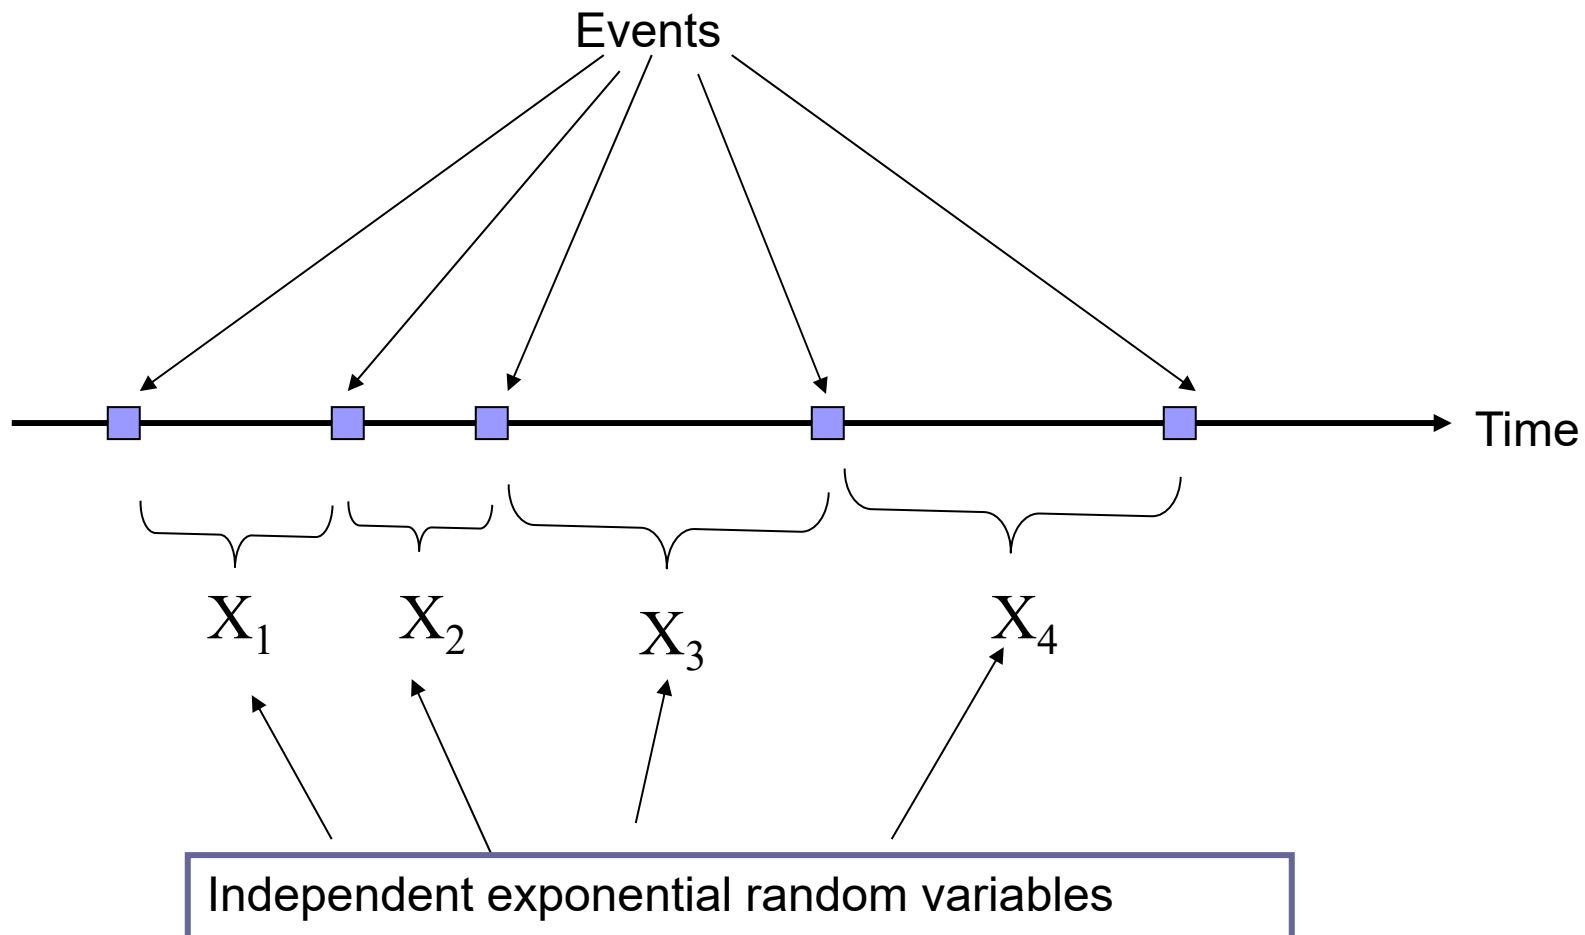 Events
Time
X₁ X₂ X₃ X₄
Independent exponential random variables